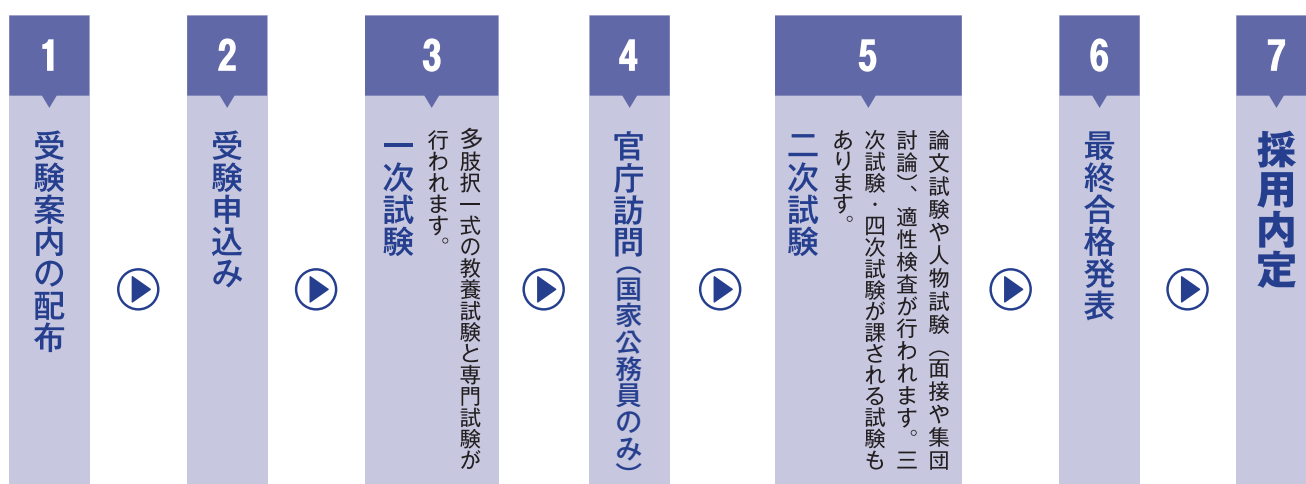 1
受験案内の配布
2
受験申込み
3
一次試験
多肢択一式の教養試験と専門試験が
行われます。
4
官庁訪問（国家公務員のみ）
5
二次試験
論文試験や人物試験（面接や集団
討論）、適性検査が行われます。三
次試験・四次試験が課される試験も
あります。
6
最終合格発表
7
採用内定